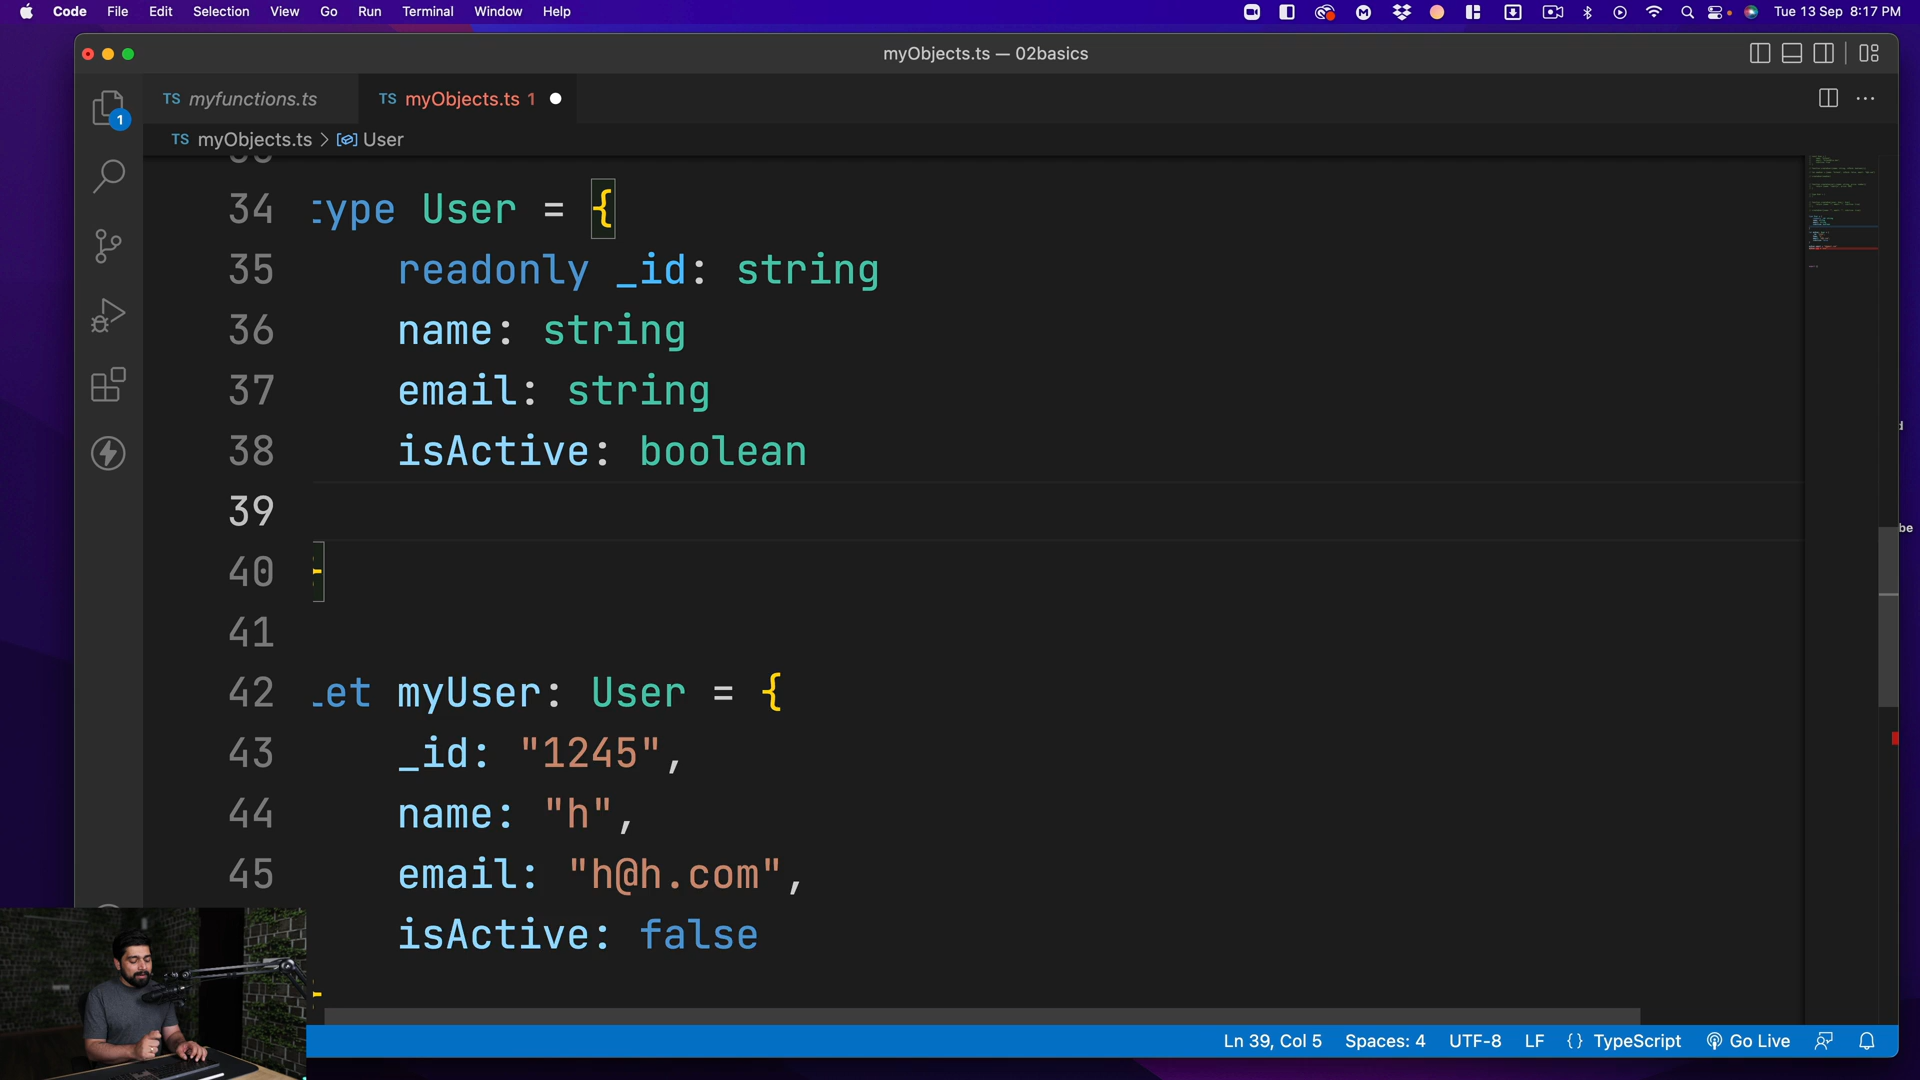 Code File Edit Selection View Go Run Terminal Window Help Tue 13 Sep 8:17 PM
myObjects.ts — 02basics
TS myfunctions.ts TS myObjects.ts 1
1
TS myObjects.ts > User
34 type User = {
35 readonly _id: string
36 name: string
37 email: string
38 isActive: boolean
39
40 }
41
42 let myUser: User = {
43 _id: "1245",
44 name: "h",
45 email: "h@h.com",
isActive: false
}
Ln 39, Col 5 Spaces: 4 UTF-8 LF {} TypeScript Go Live